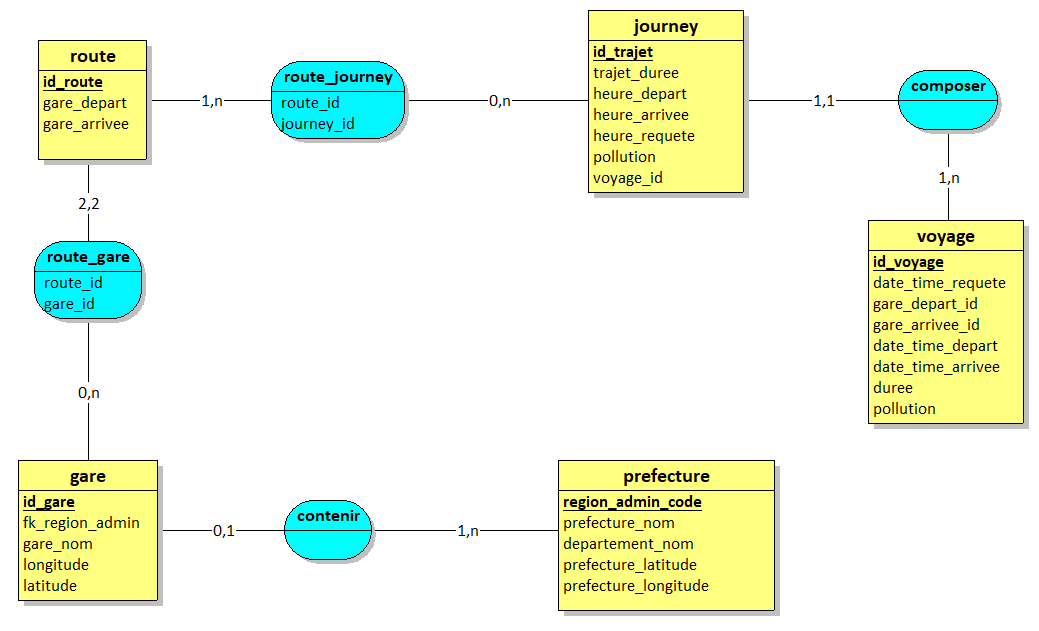 route
id_route
gare_depart
gare_arrivee
1,n
route_journey
route_id
journey_id
0,n
journey
id_trajet
trajet_duree
heure_depart
heure_arrivee
heure_requete
pollution
voyage_id
1,1
composer
1,n
voyage
id_voyage
date_time_requete
gare_depart_id
gare_arrivee_id
date_time_depart
date_time_arrivee
duree
pollution
2,2
route_gare
route_id
gare_id
0,n
gare
id_gare
fk_region_admin
gare_nom
longitude
latitude
0,1
contenir
1,n
prefecture
region_admin_code
prefecture_nom
departement_nom
prefecture_latitude
prefecture_longitude